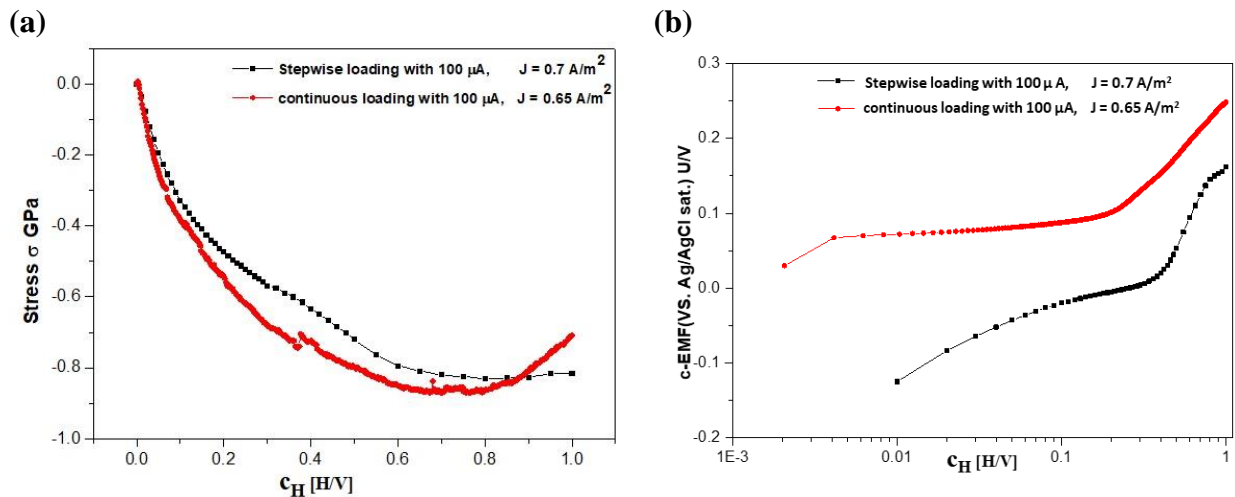 (a)
Stepwise loading with 100 µA, J = 0.7 A/m²
continuous loading with 100 µA, J = 0.65 A/m²
0.0
-0.2
-0.4
-0.6
-0.8
-1.0
Stress σ GPa
0.0 0.2 0.4 0.6 0.8 1.0
cH [H/V]
(b)
Stepwise loading with 100 µ A, J = 0.7 A/m²
continuous loading with 100 µA, J = 0.65 A/m²
0.3
0.2
0.1
0.0
-0.1
-0.2
c-EMF(VS. Ag/AgCl sat.) U/V
1E-3 0.01 0.1 1
cH [H/V]